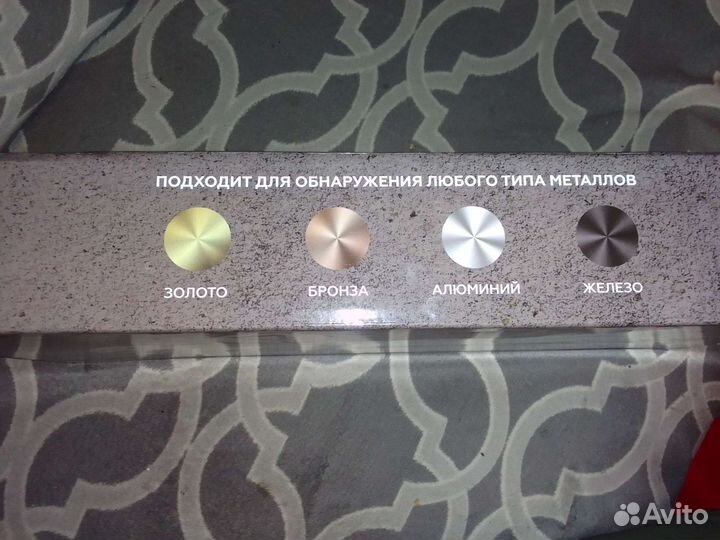 ПОДХОДИТ ДЛЯ ОБНАРУЖЕНИЯ ЛЮБОГО ТИПА МЕТАЛЛОВ
ЗОЛОТО БРОНЗА АЛЮМИНИЙ ЖЕЛЕЗО
Avito